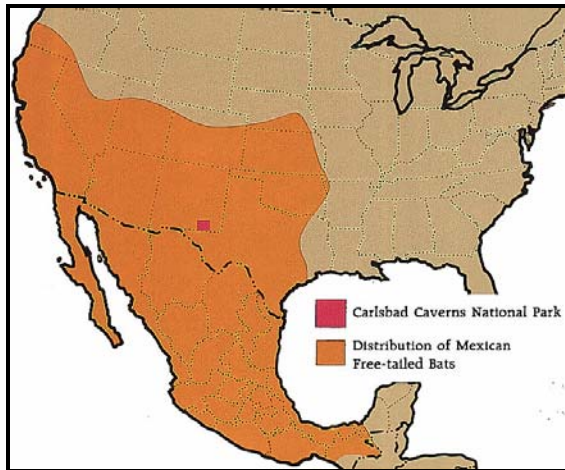 Carlsbad Caverns National Park
Distribution of Mexican
Free-tailed Bats